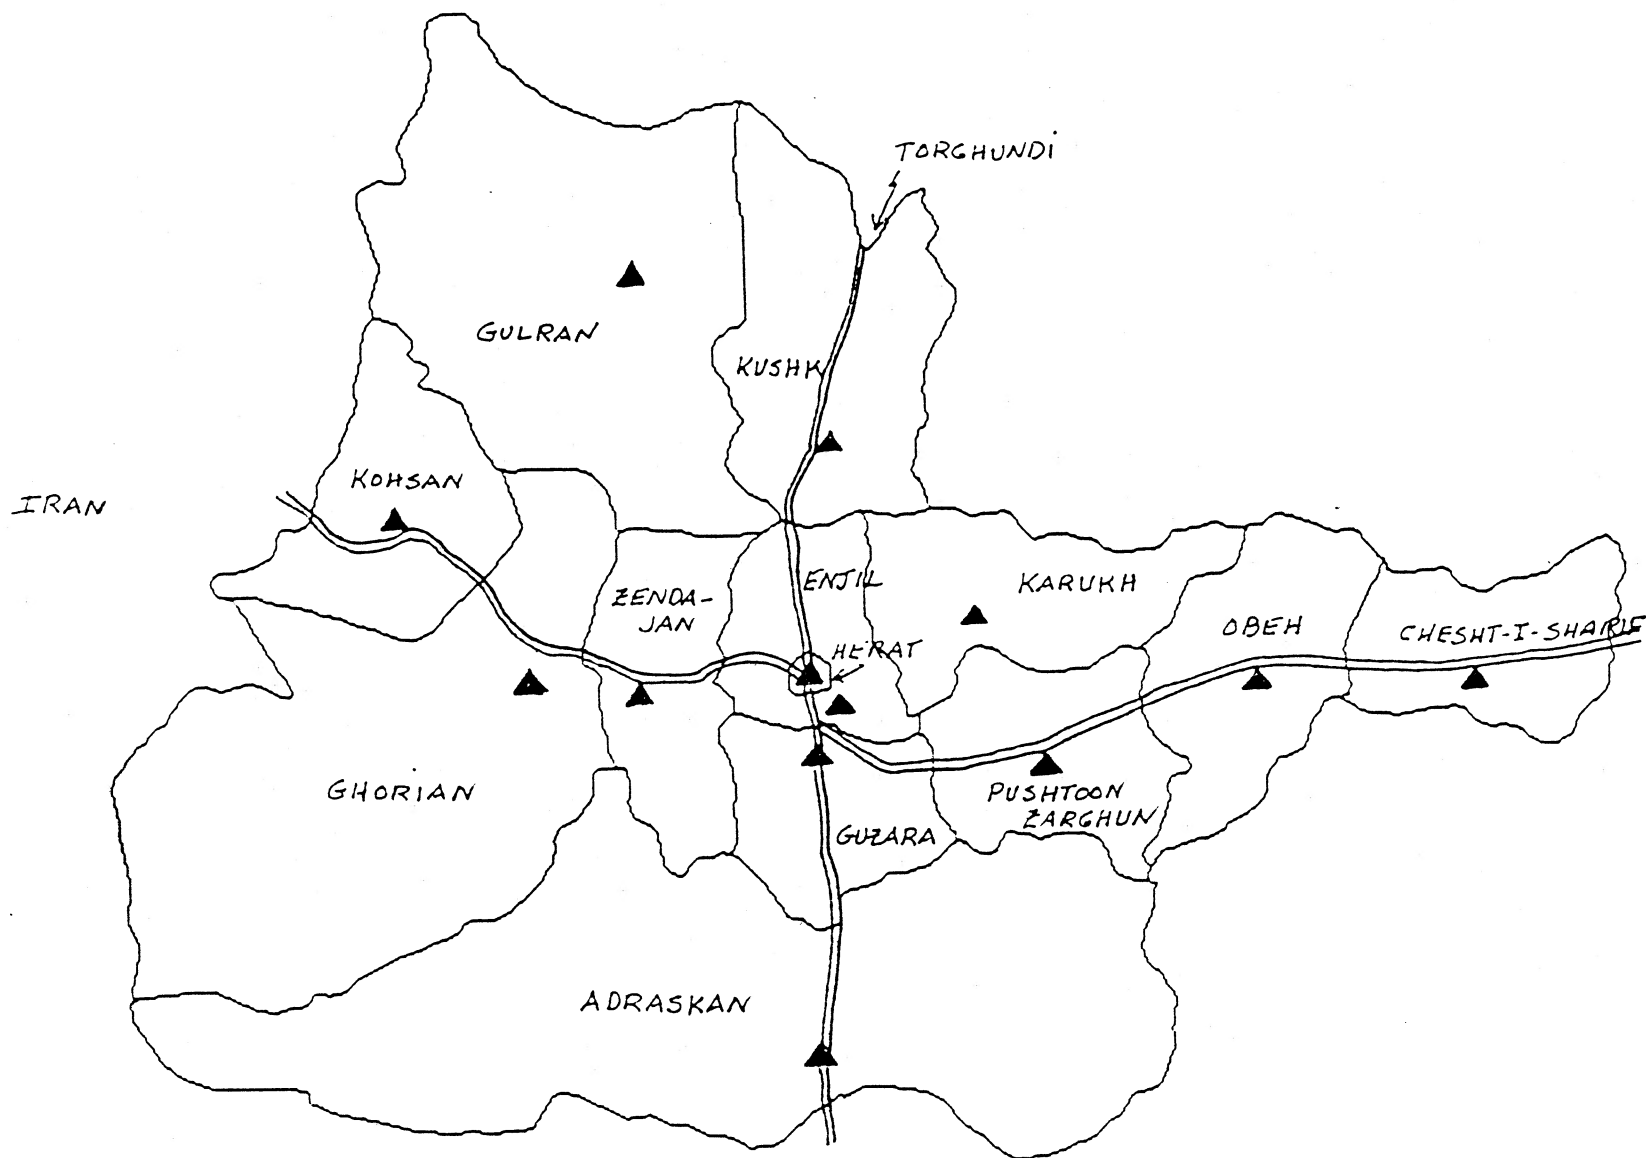 TORGHUNDI
GULRAN
KUSHK
KOHSAN
IRAN
ZENDA-
JAN
ENJIL
KARUKH
HERAT
OBEH
CHESHT-I-SHARIF
GHORIAN
PUSHTOON
ZARGHUN
GUZARA
ADRASKAN